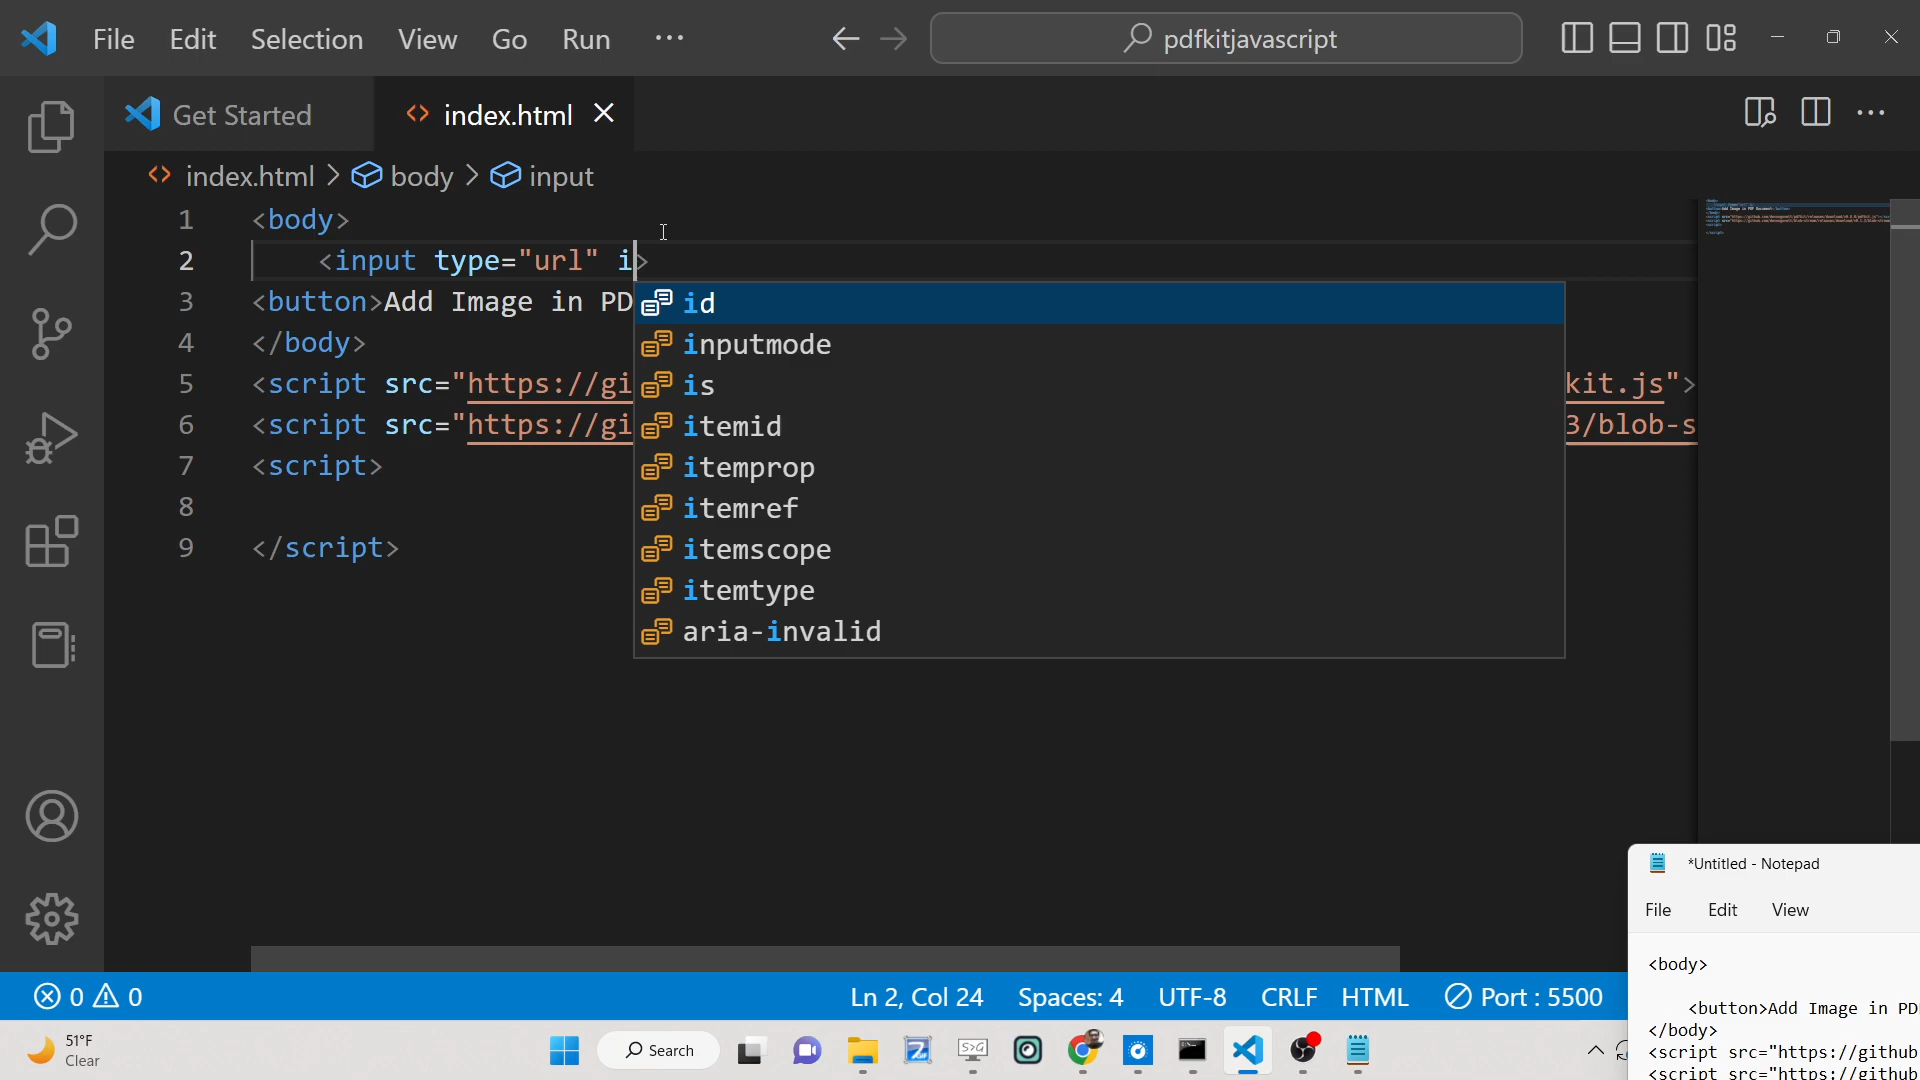 File Edit Selection View Go Run ···
pdfkitjavascript
Get Started
<> index.html
<> index.html > body > input
1 <body>
2 <input type="url" i>
3 <button>Add Image in PD
4 </body>
5 <script src="https://gi
kit.js">
6 <script src="https://gi
3/blob-s
7 <script>
8
9 </script>
id
inputmode
is
itemid
itemprop
itemref
itemscope
itemtype
aria-invalid
0 0
Ln 2, Col 24 Spaces: 4 UTF-8 CRLF HTML Port : 5500
*Untitled - Notepad
File Edit View
<body>
<button>Add Image in PD
</body>
<script src="https://github
<script src="https://github
51°F
Clear
Search